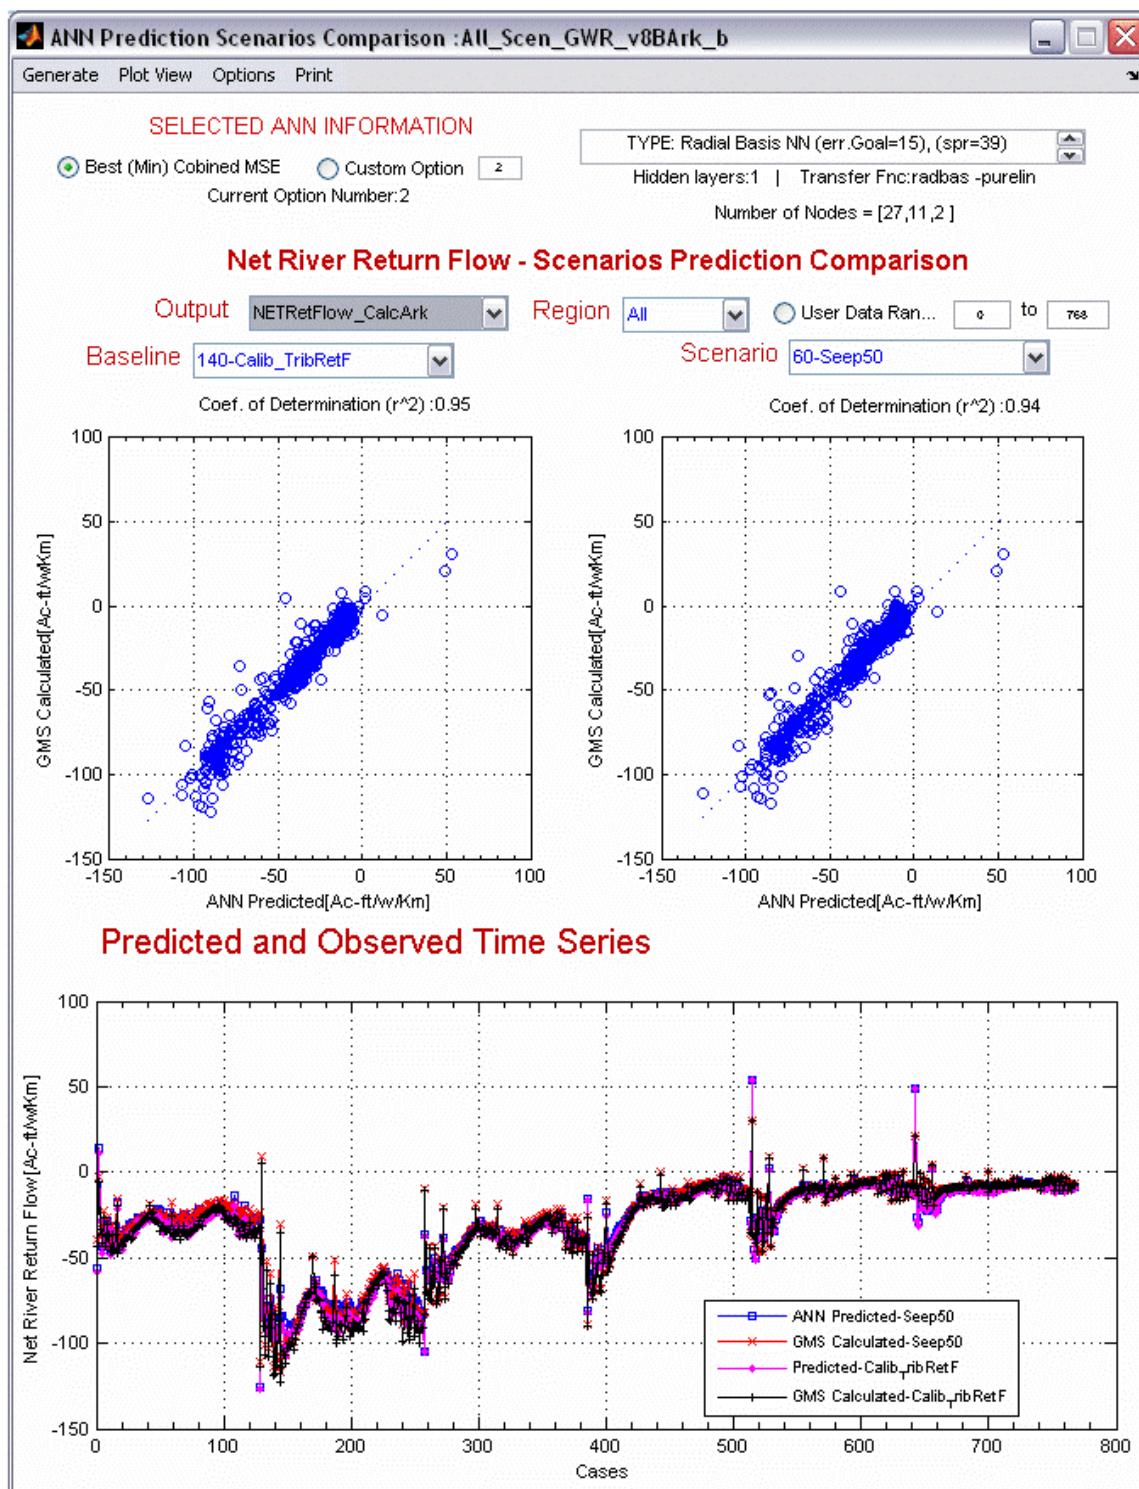 ANN Prediction Scenarios Comparison :All_Scen_GWR_v8BArk_b
Generate Plot View Options Print
SELECTED ANN INFORMATION
Best (Min) Cobined MSE Custom Option 2
Current Option Number:2
TYPE: Radial Basis NN (err.Goal=15), (spr=39)
Hidden layers:1 | Transfer Fnc:radbas -purelin
Number of Nodes = [27,11,2 ]
Net River Return Flow - Scenarios Prediction Comparison
Output NETRetFlow_CalcArk Region All User Data Ran... 0 to 768
Baseline 140-Calib_TribRetF Scenario 60-Seep50
Coef. of Determination (r^2) :0.95
Coef. of Determination (r^2) :0.94
100
50
0
-50
-100
-150
GMS Calculated[Ac-ft/wKm]
-150 -100 -50 0 50 100
ANN Predicted[Ac-ft/w/Km]
100
50
0
-50
-100
-150
GMS Calculated[Ac-ft/wKm]
-150 -100 -50 0 50 100
ANN Predicted[Ac-ft/w/Km]
Predicted and Observed Time Series
100
50
0
-50
-100
-150
Net River Return Flow[Ac-ft/wKm]
ANN Predicted-Seep50
GMS Calculated-Seep50
Predicted-Calib_TribRetF
GMS Calculated-Calib_TribRetF
0 100 200 300 400 500 600 700 800
Cases